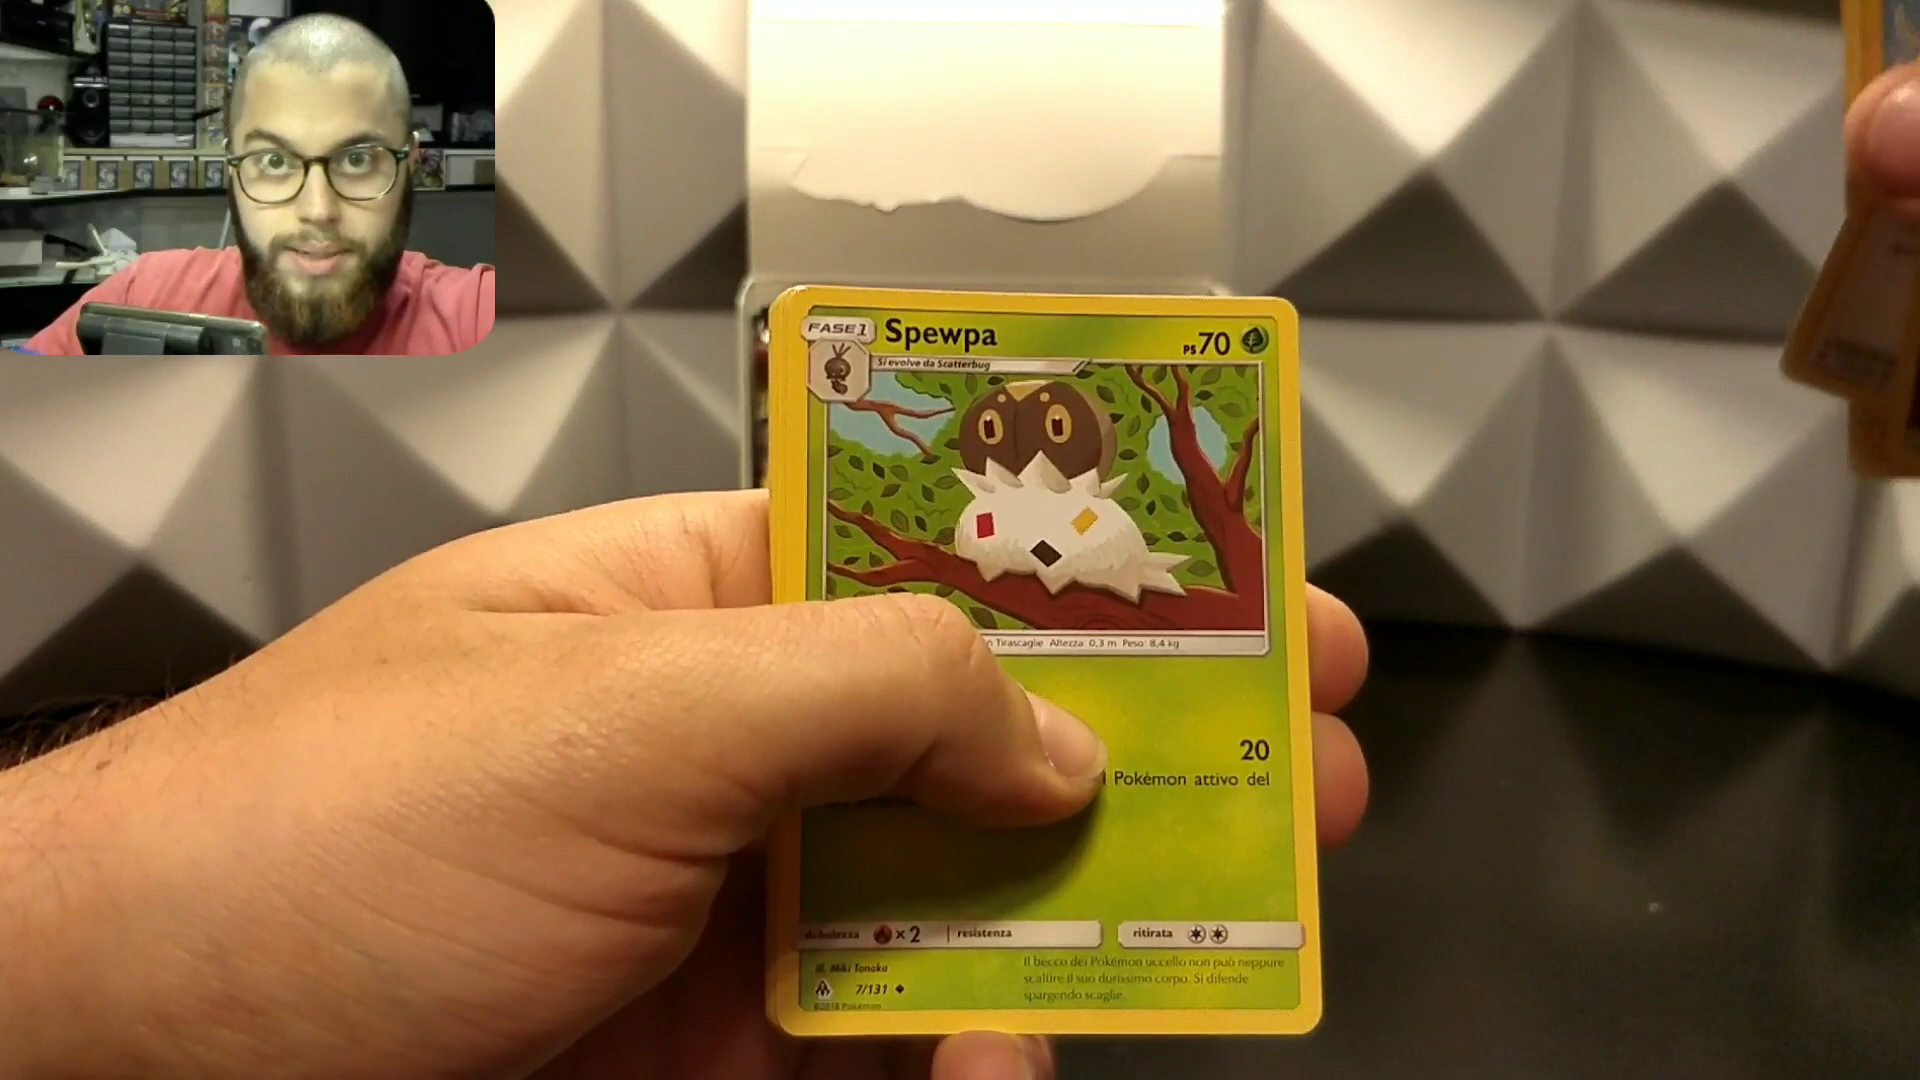 FASE 1
Spewpa
PS 70
Si evolve da Scatterbug
n Tirascaglie Altezza: 0,3 m Peso: 8,4 kg
20
Pokémon attivo del
debolezza ×2 resistenza
ritirata
Il becco dei Pokémon uccello non può neppure
scalfire il suo durissimo corpo. Si difende
spargendo scaglie.
Ill. Miki Tanaka
7/131
©2018 Pokémon